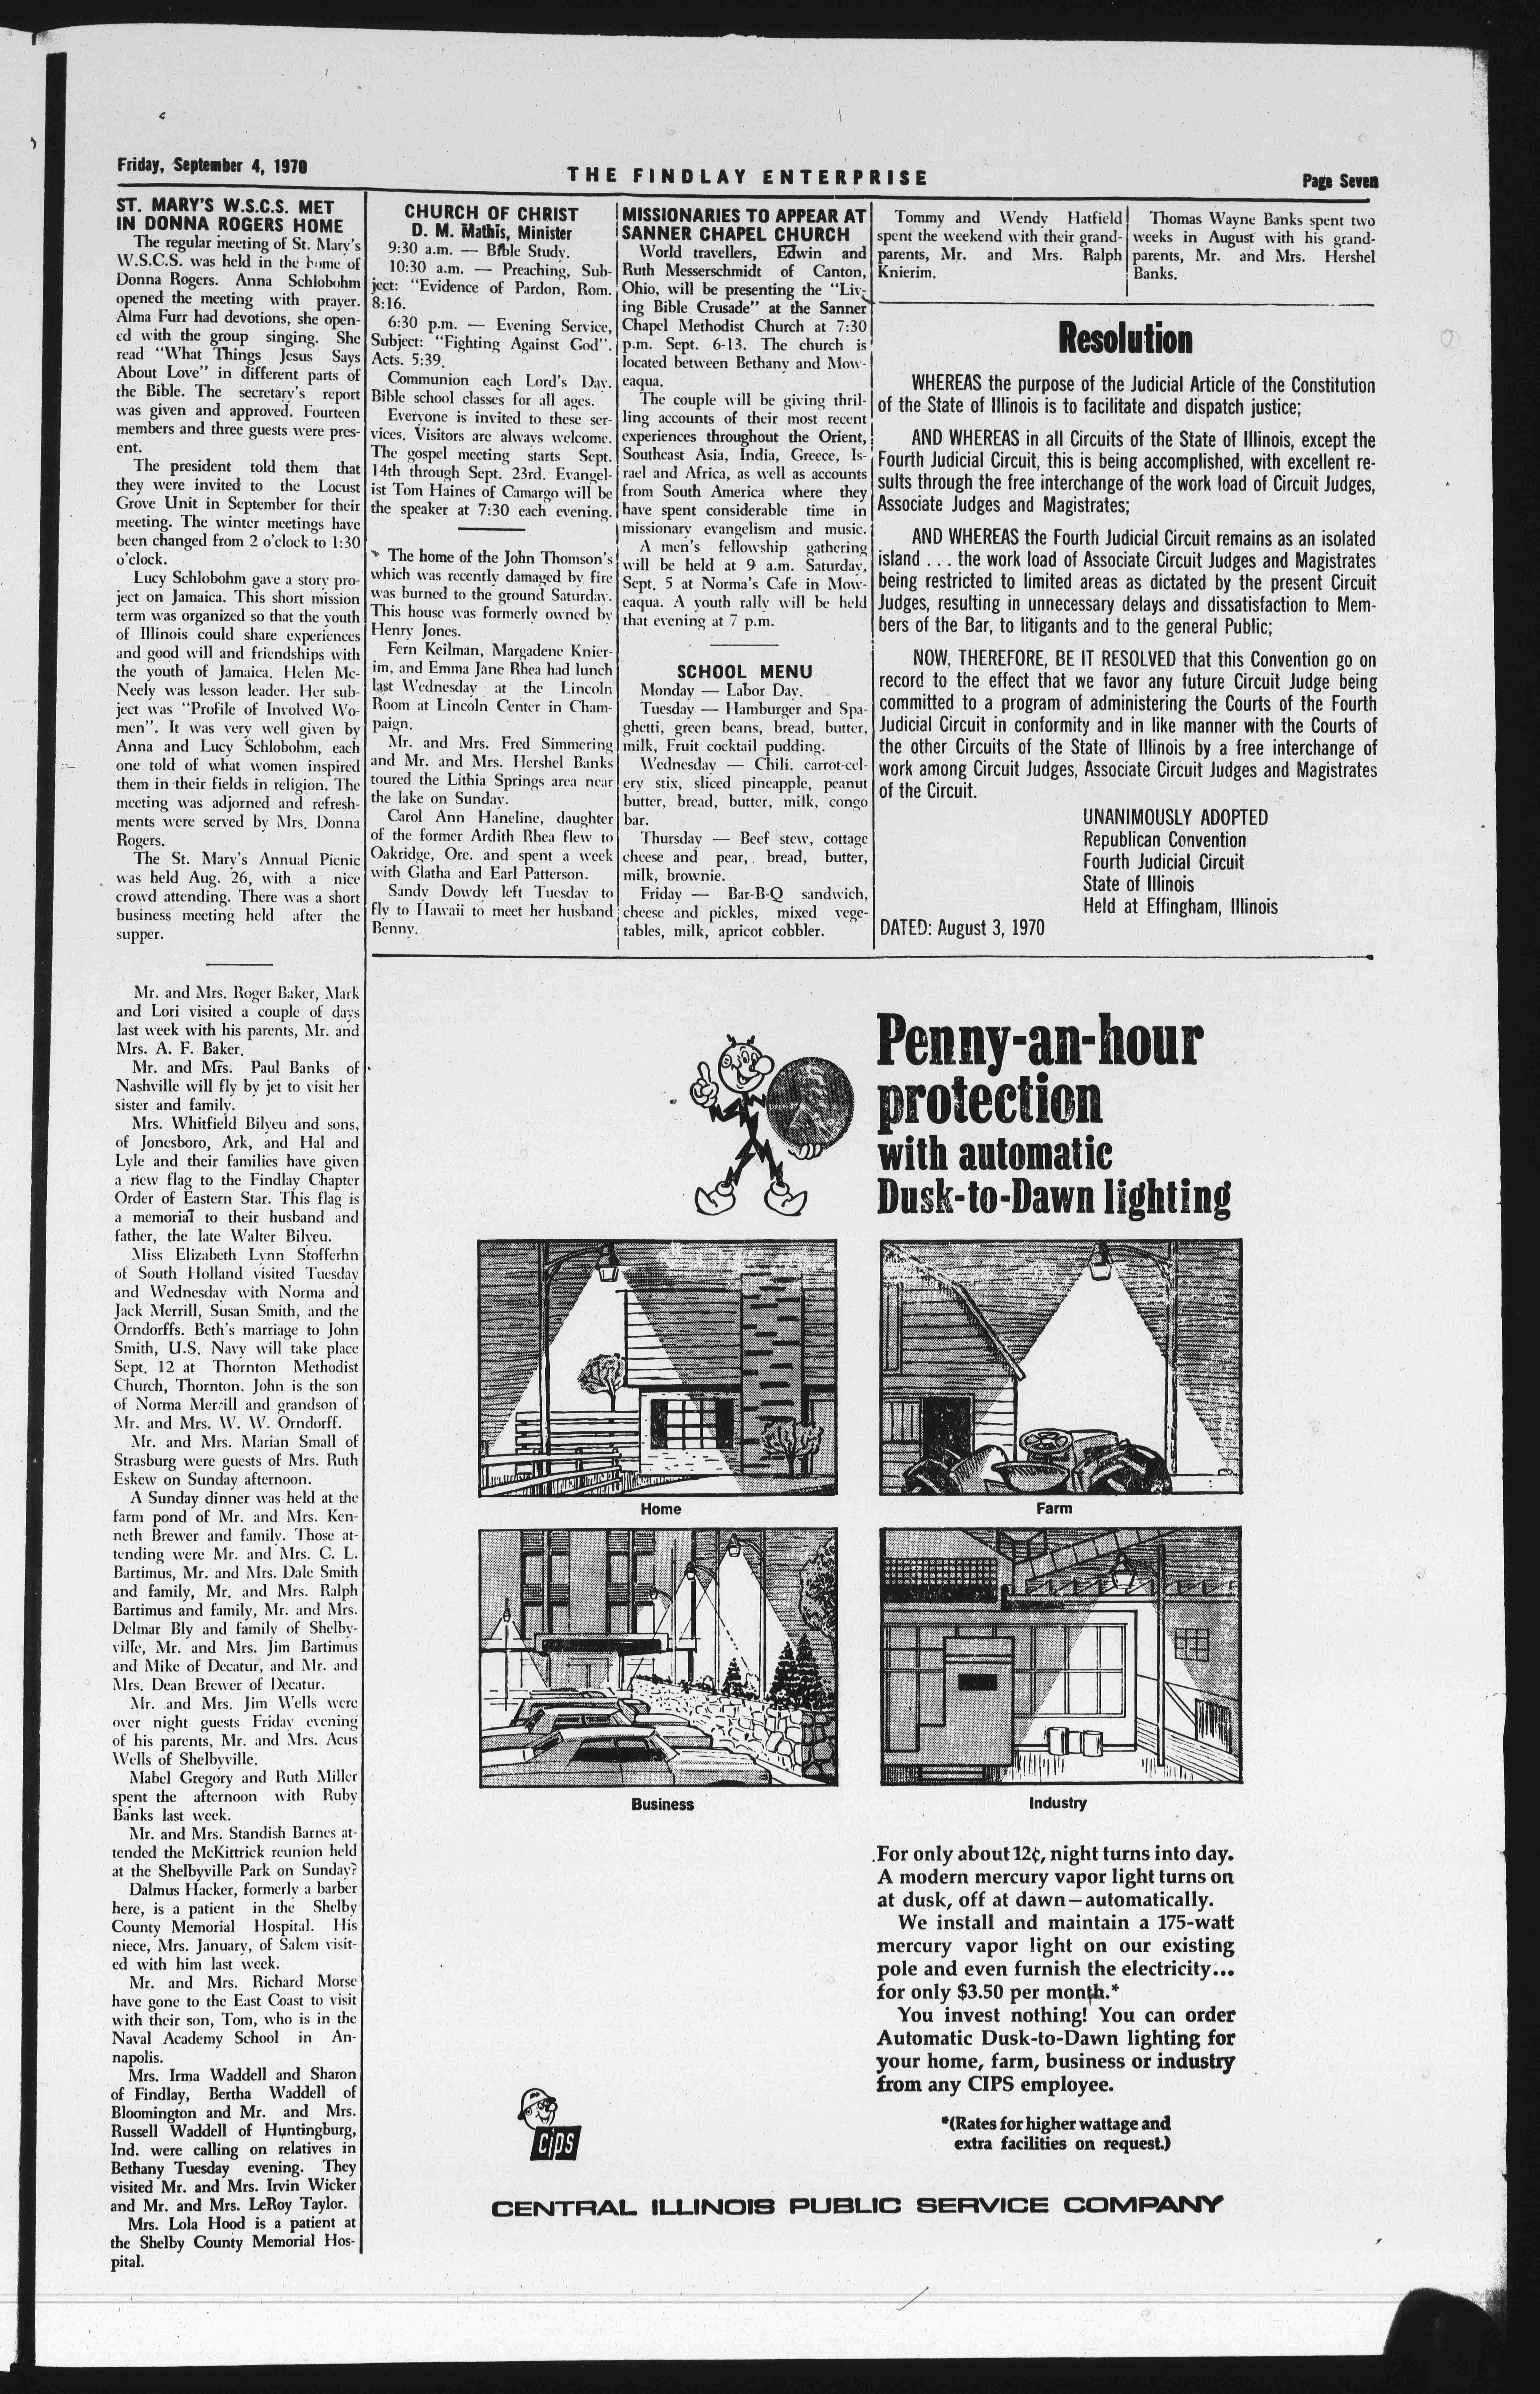 Friday, September 4, 1970
THE FINDLAY ENTERPRISE
Page Seven
ST. MARY'S W.S.C.S. MET
IN DONNA ROGERS HOME
The regular meeting of St. Mary's
W.S.C.S. was held in the home of
Donna Rogers. Anna Schlobohm
opened the meeting with prayer.
Alma Furr had devotions, she open-
ed with the group singing. She
read "What Things Jesus Says
About Love" in different parts of
the Bible. The secretary's report
was given and approved. Fourteen
members and three guests were pres-
ent.
The president told them that
they were invited to the Locust
Grove Unit in September for their
meeting. The winter meetings have
been changed from 2 o'clock to 1:30
o'clock.
Lucy Schlobohm gave a story pro-
ject on Jamaica. This short mission
term was organized so that the youth
of Illinois could share experiences
and good will and friendships with
the youth of Jamaica. Helen Mc-
Neely was lesson leader. Her sub-
ject was "Profile of Involved Wo-
men". It was very well given by
Anna and Lucy Schlobohm, each
one told of what women inspired
them in their fields in religion. The
meeting was adjorned and refresh-
ments were served by Mrs. Donna
Rogers.
The St. Mary's Annual Picnic
was held Aug. 26, with a nice
crowd attending. There was a short
business meeting held after the
supper.
Mr. and Mrs. Roger Baker, Mark
and Lori visited a couple of days
last week with his parents, Mr. and
Mrs. A. F. Baker.
Mr. and Mrs. Paul Banks of
Nashville will fly by jet to visit her
sister and family.
Mrs. Whitfield Bilyeu and sons,
of Jonesboro, Ark, and Hal and
Lyle and their families have given
a new flag to the Findlay Chapter
Order of Eastern Star. This flag is
a memorial to their husband and
father, the late Walter Bilyeu.
Miss Elizabeth Lynn Stofferhn
of South Holland visited Tuesday
and Wednesday with Norma and
Jack Merrill, Susan Smith, and the
Orndorffs. Beth's marriage to John
Smith, U.S. Navy will take place
Sept. 12 at Thornton Methodist
Church, Thornton. John is the son
of Norma Merrill and grandson of
Mr. and Mrs. W. W. Orndorff.
Mr. and Mrs. Marian Small of
Strasburg were guests of Mrs. Ruth
Eskew on Sunday afternoon.
A Sunday dinner was held at the
farm pond of Mr. and Mrs. Ken-
neth Brewer and family. Those at-
tending were Mr. and Mrs. C. L.
Bartimus, Mr. and Mrs. Dale Smith
and family, Mr. and Mrs. Ralph
Bartimus and family, Mr. and Mrs.
Delmar Bly and family of Shelby-
ville, Mr. and Mrs. Jim Bartimus
and Mike of Decatur, and Mr. and
Mrs. Dean Brewer of Decatur.
Mr. and Mrs. Jim Wells were
over night guests Friday evening
of his parents, Mr. and Mrs. Acus
Wells of Shelbyville.
Mabel Gregory and Ruth Miller
spent the afternoon with Ruby
Banks last week.
Mr. and Mrs. Standish Barnes at-
tended the McKittrick reunion held
at the Shelbyville Park on Sunday?
Dalmus Hacker, formerly a barber
here, is a patient in the Shelby
County Memorial Hospital. His
niece, Mrs. January, of Salem visit-
ed with him last week.
Mr. and Mrs. Richard Morse
have gone to the East Coast to visit
with their son, Tom, who is in the
Naval Academy School in An-
napolis.
Mrs. Irma Waddell and Sharon
of Findlay, Bertha Waddell of
Bloomington and Mr. and Mrs.
Russell Waddell of Huntingburg,
Ind. were calling on relatives in
Bethany Tuesday evening. They
visited Mr. and Mrs. Irvin Wicker
and Mr. and Mrs. LeRoy Taylor.
Mrs. Lola Hood is a patient at
the Shelby County Memorial Hos-
pital.
CHURCH OF CHRIST
D. M. Mathis, Minister
9:30 a.m. — Bible Study.
10:30 a.m. — Preaching, Sub-
ject: "Evidence of Pardon, Rom.
8:16.
6:30 p.m. — Evening Service,
Subject: "Fighting Against God".
Acts. 5:39.
Communion each Lord's Day.
Bible school classes for all ages.
Everyone is invited to these ser-
vices. Visitors are always welcome.
The gospel meeting starts Sept.
14th through Sept. 23rd. Evangel-
ist Tom Haines of Camargo will be
the speaker at 7:30 each evening.
The home of the John Thomson's
which was recently damaged by fire
was burned to the ground Saturday.
This house was formerly owned by
Henry Jones.
Fern Keilman, Margadene Knier-
im, and Emma Jane Rhea had lunch
last Wednesday at the Lincoln
Room at Lincoln Center in Cham-
paign.
Mr. and Mrs. Fred Simmering
and Mr. and Mrs. Hershel Banks
toured the Lithia Springs area near
the lake on Sunday.
Carol Ann Haneline, daughter
of the former Ardith Rhea flew to
Oakridge, Ore. and spent a week
with Glatha and Earl Patterson.
Sandy Dowdy left Tuesday to
fly to Hawaii to meet her husband
Benny.
MISSIONARIES TO APPEAR AT
SANNER CHAPEL CHURCH
World travellers, Edwin and
Ruth Messerschmidt of Canton,
Ohio, will be presenting the "Liv-
ing Bible Crusade" at the Sanner
Chapel Methodist Church at 7:30
p.m. Sept. 6-13. The church is
located between Bethany and Mow-
eaqua.
The couple will be giving thril-
ling accounts of their most recent
experiences throughout the Orient,
Southeast Asia, India, Greece, Is-
rael and Africa, as well as accounts
from South America where they
have spent considerable time in
missionary evangelism and music.
A men's fellowship gathering
will be held at 9 a.m. Saturday,
Sept. 5 at Norma's Cafe in Mow-
eaqua. A youth rally will be held
that evening at 7 p.m.
SCHOOL MENU
Monday — Labor Day.
Tuesday — Hamburger and Spa-
ghetti, green beans, bread, butter,
milk, Fruit cocktail pudding.
Wednesday — Chili, carrot-cel-
ery stix, sliced pineapple, peanut
butter, bread, butter, milk, congo
bar.
Thursday — Beef stew, cottage
cheese and pear, bread, butter,
milk, brownie.
Friday — Bar-B-Q sandwich,
cheese and pickles, mixed vege-
tables, milk, apricot cobbler.
Tommy and Wendy Hatfield
spent the weekend with their grand-
parents, Mr. and Mrs. Ralph
Knierim.
Thomas Wayne Banks spent two
weeks in August with his grand-
parents, Mr. and Mrs. Hershel
Banks.
Resolution
WHEREAS the purpose of the Judicial Article of the Constitution
of the State of Illinois is to facilitate and dispatch justice;
AND WHEREAS in all Circuits of the State of Illinois, except the
Fourth Judicial Circuit, this is being accomplished, with excellent re-
sults through the free interchange of the work load of Circuit Judges,
Associate Judges and Magistrates;
AND WHEREAS the Fourth Judicial Circuit remains as an isolated
island . . . the work load of Associate Circuit Judges and Magistrates
being restricted to limited areas as dictated by the present Circuit
Judges, resulting in unnecessary delays and dissatisfaction to Mem-
bers of the Bar, to litigants and to the general Public;
NOW, THEREFORE, BE IT RESOLVED that this Convention go on
record to the effect that we favor any future Circuit Judge being
committed to a program of administering the Courts of the Fourth
Judicial Circuit in conformity and in like manner with the Courts of
the other Circuits of the State of Illinois by a free interchange of
work among Circuit Judges, Associate Circuit Judges and Magistrates
of the Circuit.
UNANIMOUSLY ADOPTED
Republican Convention
Fourth Judicial Circuit
State of Illinois
Held at Effingham, Illinois
DATED: August 3, 1970
Penny-an-hour
protection
with automatic
Dusk-to-Dawn lighting
Home
Farm
Business
Industry
For only about 12¢, night turns into day.
A modern mercury vapor light turns on
at dusk, off at dawn—automatically.
We install and maintain a 175-watt
mercury vapor light on our existing
pole and even furnish the electricity...
for only $3.50 per month.*
You invest nothing! You can order
Automatic Dusk-to-Dawn lighting for
your home, farm, business or industry
from any CIPS employee.
*(Rates for higher wattage and
extra facilities on request.)
cips
CENTRAL ILLINOIS PUBLIC SERVICE COMPANY